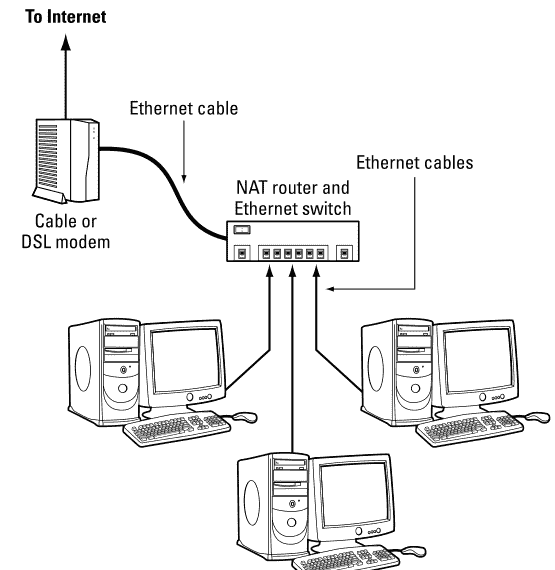 To Internet
Ethernet cable
Ethernet cables
NAT router and
Ethernet switch
Cable or
DSL modem